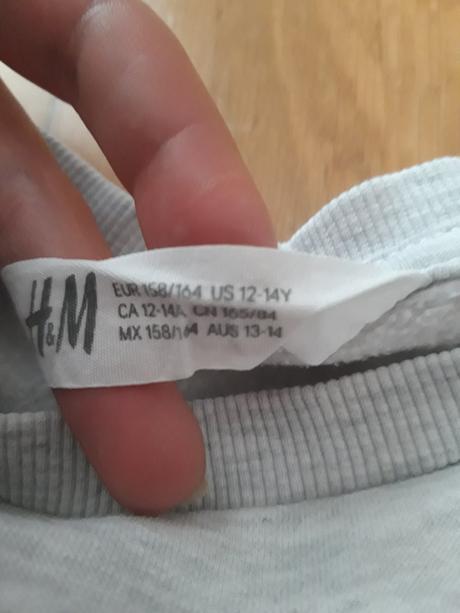 H&M
EUR 158/164 US 12-14Y
CA 12-14A CN 165/84
MX 158/164 AUS 13-14